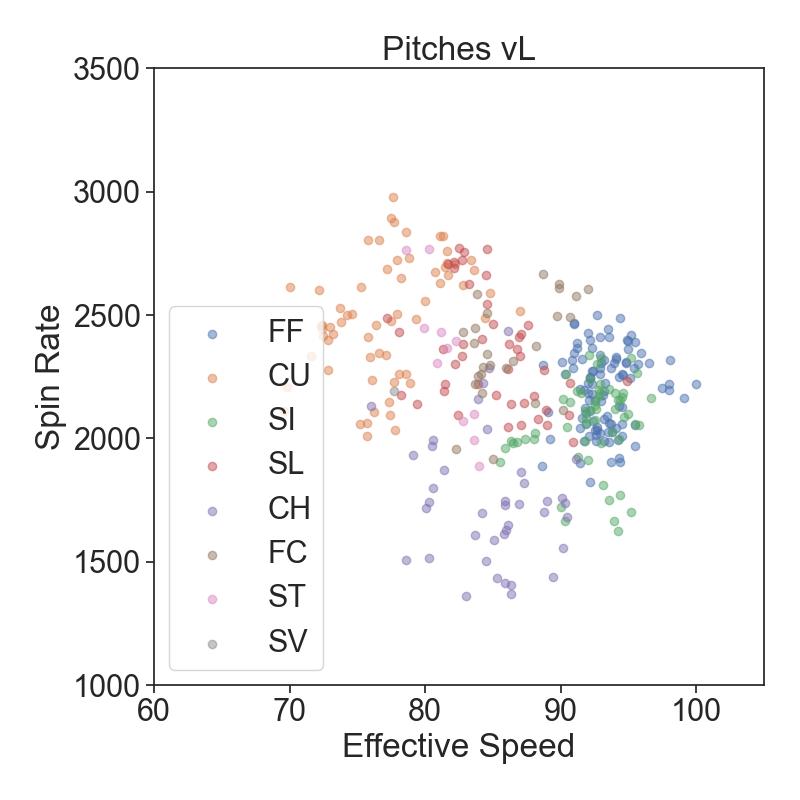 Pitches vL
3500
3000
2500
2000
1500
1000
Spin Rate
FF
CU
SI
SL
CH
FC
ST
SV
60
70
80
90
100
Effective Speed